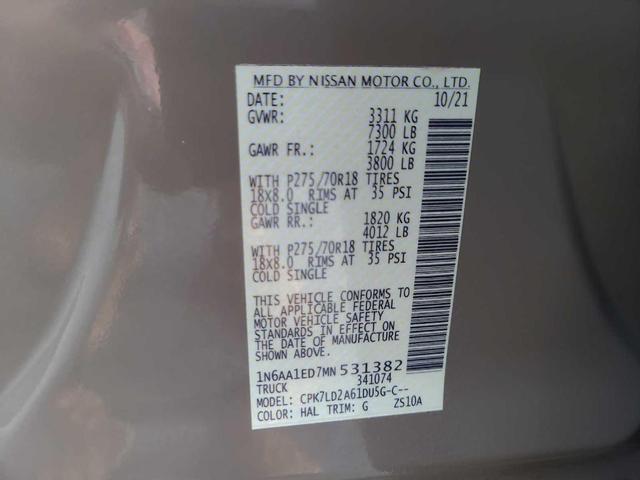 MFD BY NISSAN MOTOR CO., LTD.
DATE: 10/21
GVWR: 3311 KG
7300 LB
GAWR FR.: 1724 KG
3800 LB
WITH P275/70R18 TIRES
18X8.0 RIMS AT 35 PSI
COLD SINGLE
GAWR RR.: 1820 KG
4012 LB
WITH P275/70R18 TIRES
18X8.0 RIMS AT 35 PSI
COLD SINGLE
THIS VEHICLE CONFORMS TO
ALL APPLICABLE FEDERAL
MOTOR VEHICLE SAFETY
STANDARDS IN EFFECT ON
THE DATE OF MANUFACTURE
SHOWN ABOVE.
1N6AA1ED7MN 531382
TRUCK 341074
MODEL: CPK7LD2A61DU5G-C--
COLOR: HAL TRIM: G ZS10A